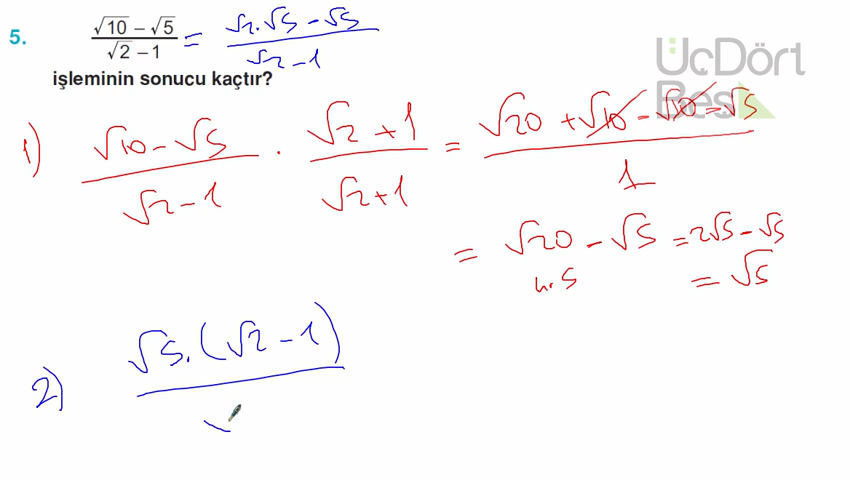 5. (√10 − √5)/(√2 − 1) = (√2·√5 − √5)/(√2 − 1)
işleminin sonucu kaçtır?
ÜçDört
Beş
1) (√10 − √5)/(√2 − 1) · (√2 + 1)/(√2 + 1) = (√20 + √10 − √10 − √5)/1
= √20 − √5 = 2√5 − √5
4.5 = √5
2) √5.(√2 − 1)